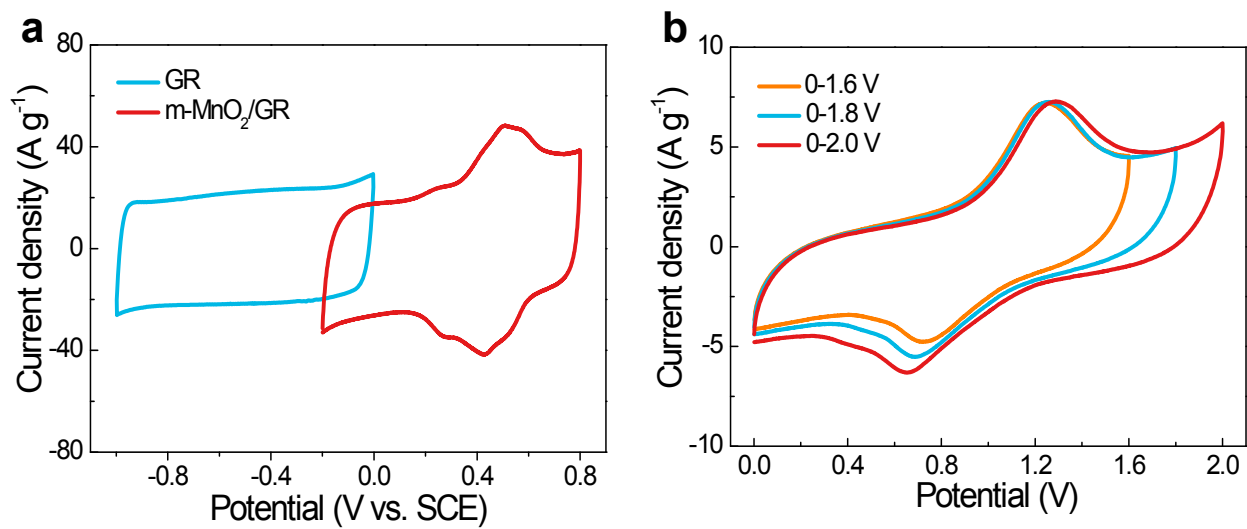 a
80
40
0
-40
-80
Current density (A g⁻¹)
GR
m-MnO₂/GR
-0.8 -0.4 0.0 0.4 0.8
Potential (V vs. SCE)
b
10
5
0
-5
-10
Current density (A g⁻¹)
0-1.6 V
0-1.8 V
0-2.0 V
0.0 0.4 0.8 1.2 1.6 2.0
Potential (V)